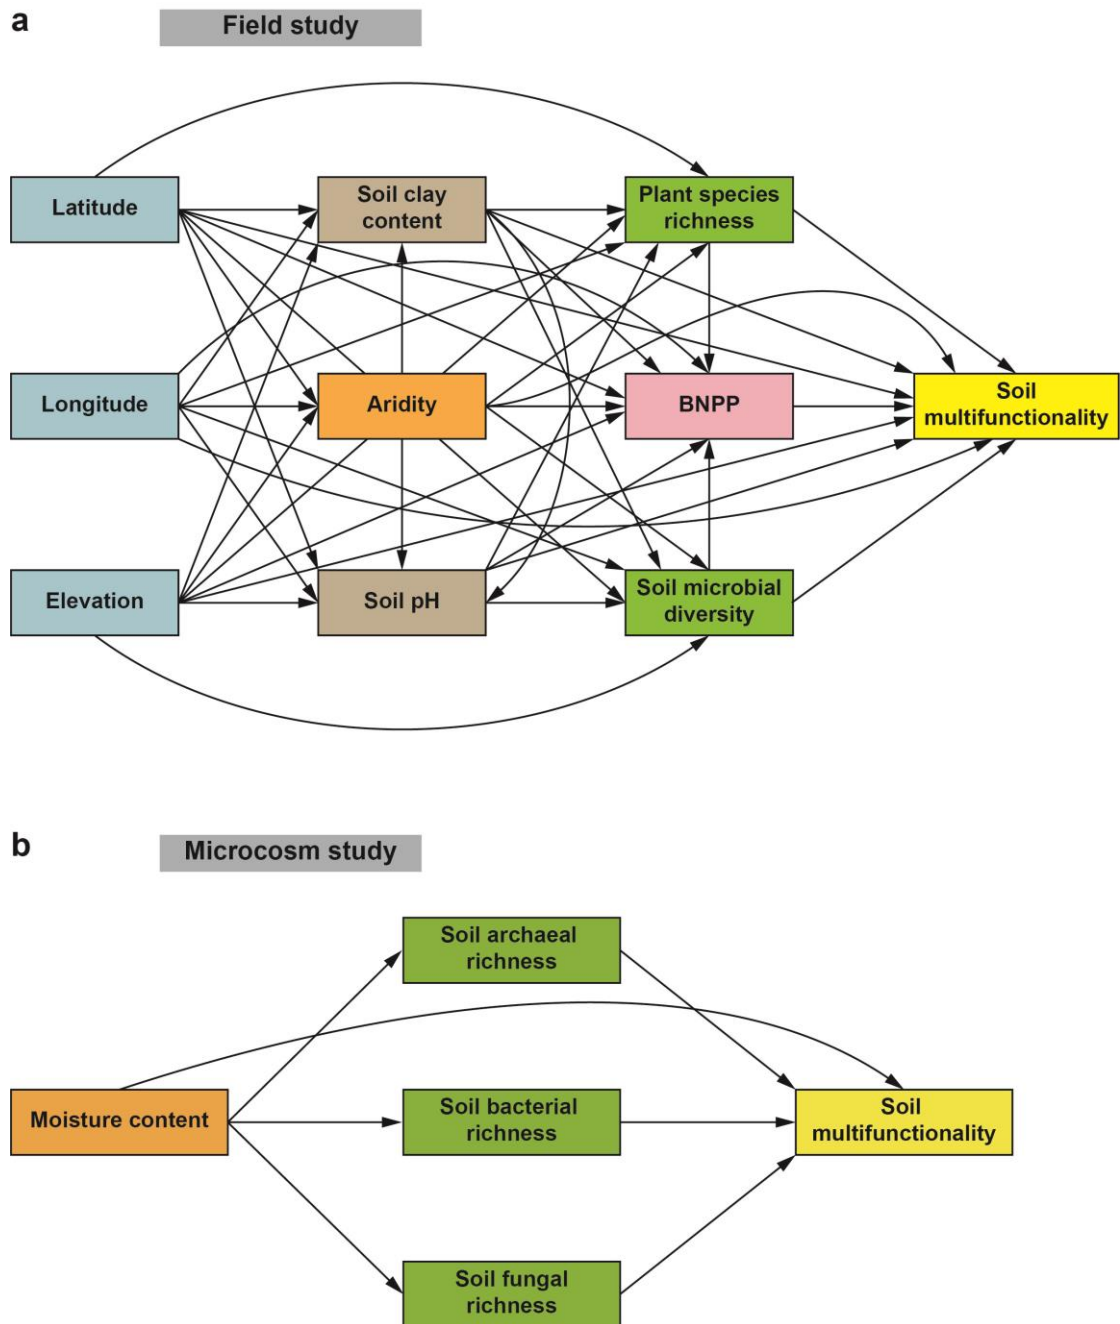 a
Field study
Latitude
Soil clay
content
Plant species
richness
Longitude
Aridity
BNPP
Soil
multifunctionality
Elevation
Soil pH
Soil microbial
diversity
b
Microcosm study
Soil archaeal
richness
Moisture content
Soil bacterial
richness
Soil
multifunctionality
Soil fungal
richness